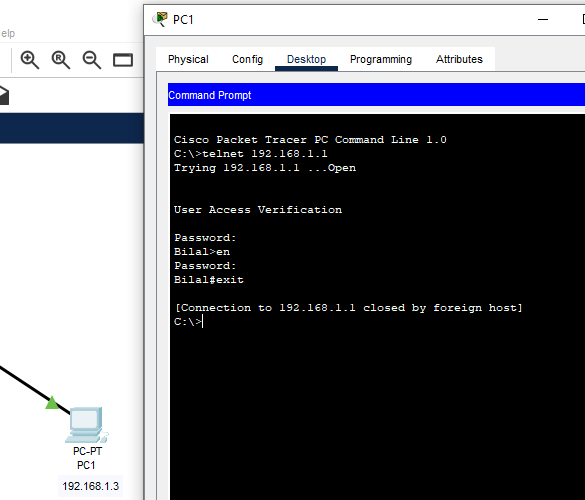 elp
PC1
Physical
Config
Desktop
Programming
Attributes
Command Prompt
Cisco Packet Tracer PC Command Line 1.0
C:\>telnet 192.168.1.1
Trying 192.168.1.1 ...Open
User Access Verification
Password:
Bilal>en
Password:
Bilal#exit
[Connection to 192.168.1.1 closed by foreign host]
C:\>
PC-PT
PC1
192.168.1.3